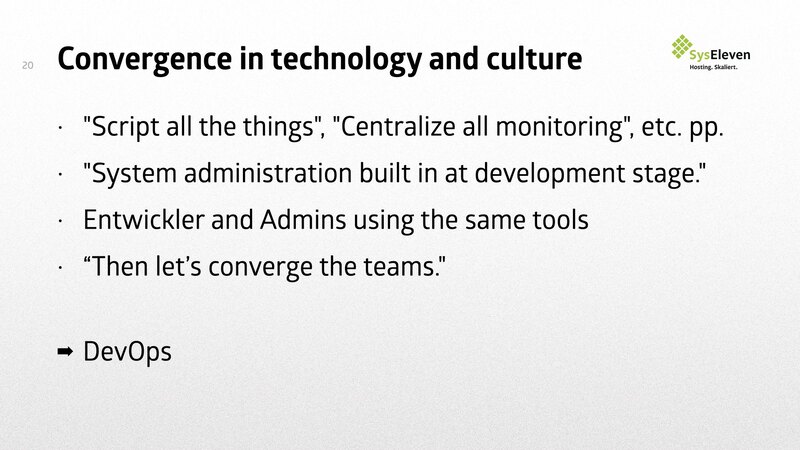 20
Convergence in technology and culture
SysEleven
Hosting. Skaliert.
· "Script all the things", "Centralize all monitoring", etc. pp.
· "System administration built in at development stage."
· Entwickler and Admins using the same tools
· “Then let’s converge the teams."
➡ DevOps